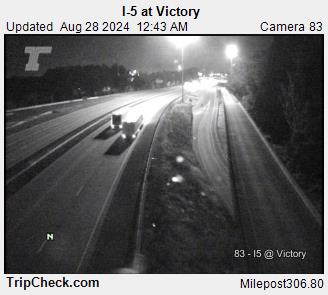 I-5 at Victory
Updated Aug 28 2024 12:43 AM Camera 83
T
N
83 - I5 @ Victory
TripCheck.com Milepost306.80